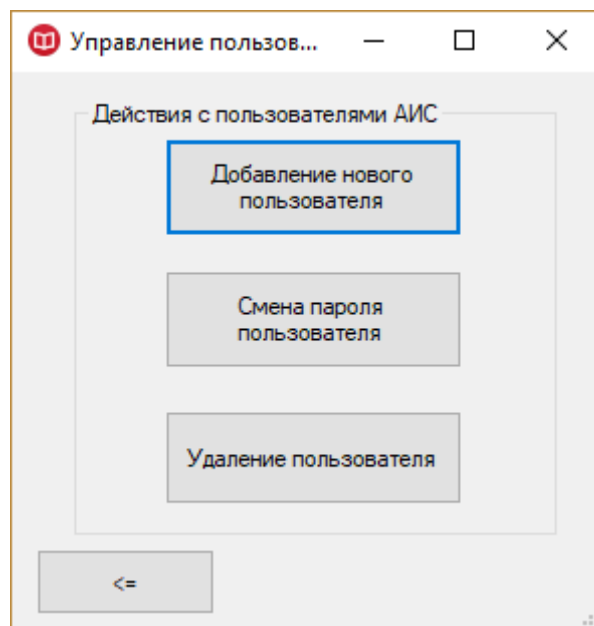 Управление пользов...
Действия с пользователями АИС
Добавление нового
пользователя
Смена пароля
пользователя
Удаление пользователя
<=